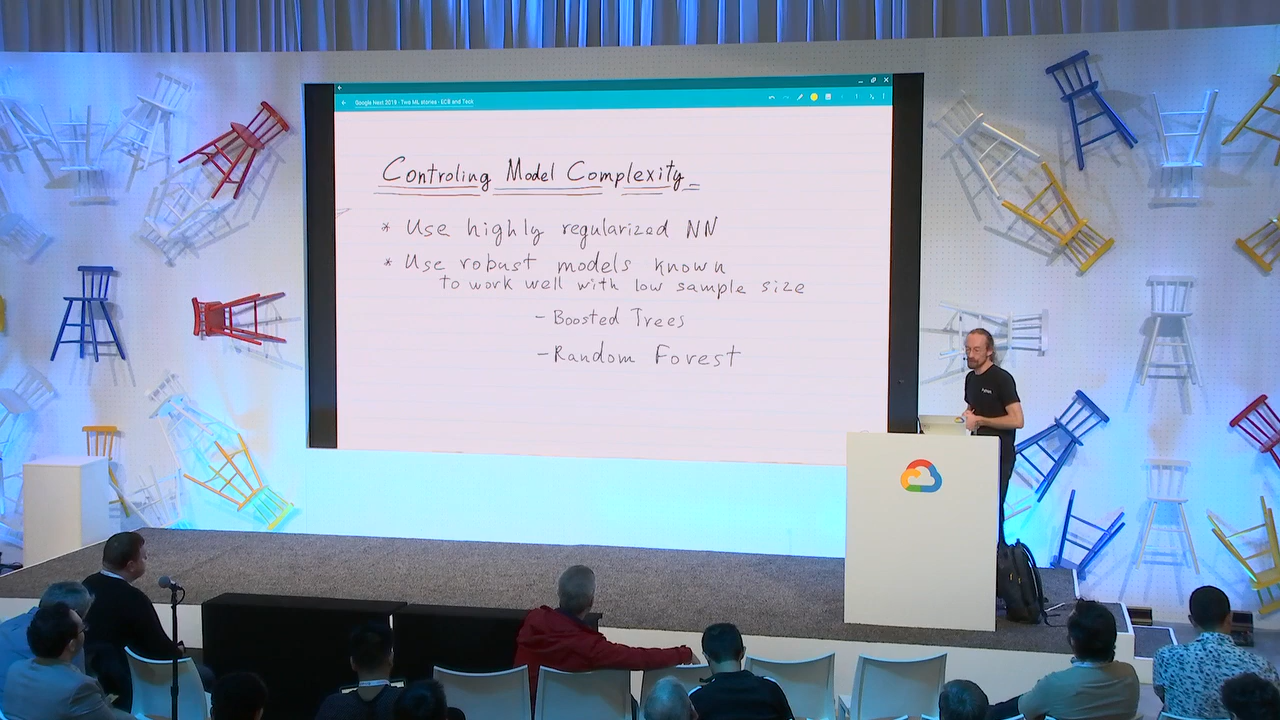 Google Next 2019 - Two ML stories - ECB and Teck
Controling Model Complexity
* Use highly regularized NN
* Use robust models known
to work well with low sample size
- Boosted Trees
- Random Forest